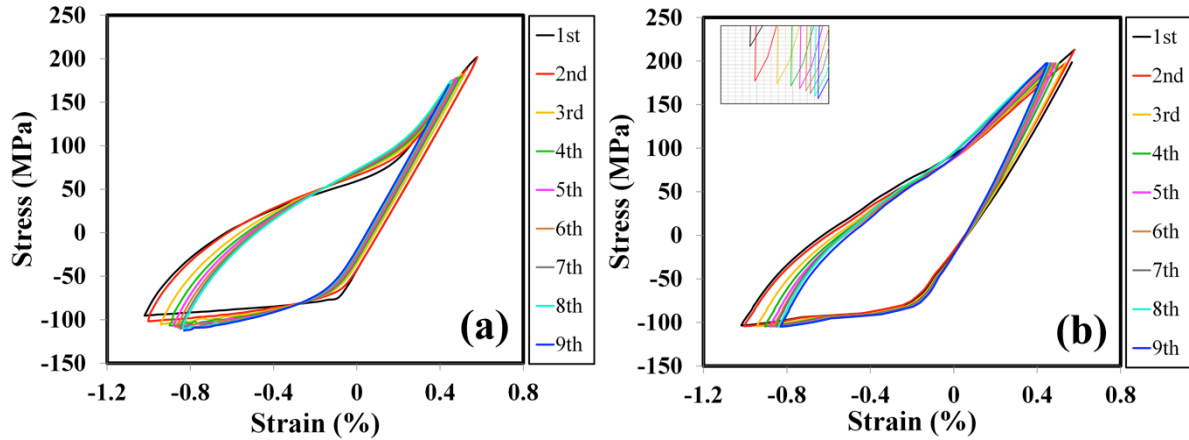 250
200
150
100
50
0
-50
-100
-150
Stress (MPa)
-1.2
-0.8
-0.4
0
0.4
0.8
Strain (%)
(a)
1st
2nd
3rd
4th
5th
6th
7th
8th
9th
250
200
150
100
50
0
-50
-100
-150
Stress (MPa)
-1.2
-0.8
-0.4
0
0.4
0.8
Strain (%)
(b)
1st
2nd
3rd
4th
5th
6th
7th
8th
9th